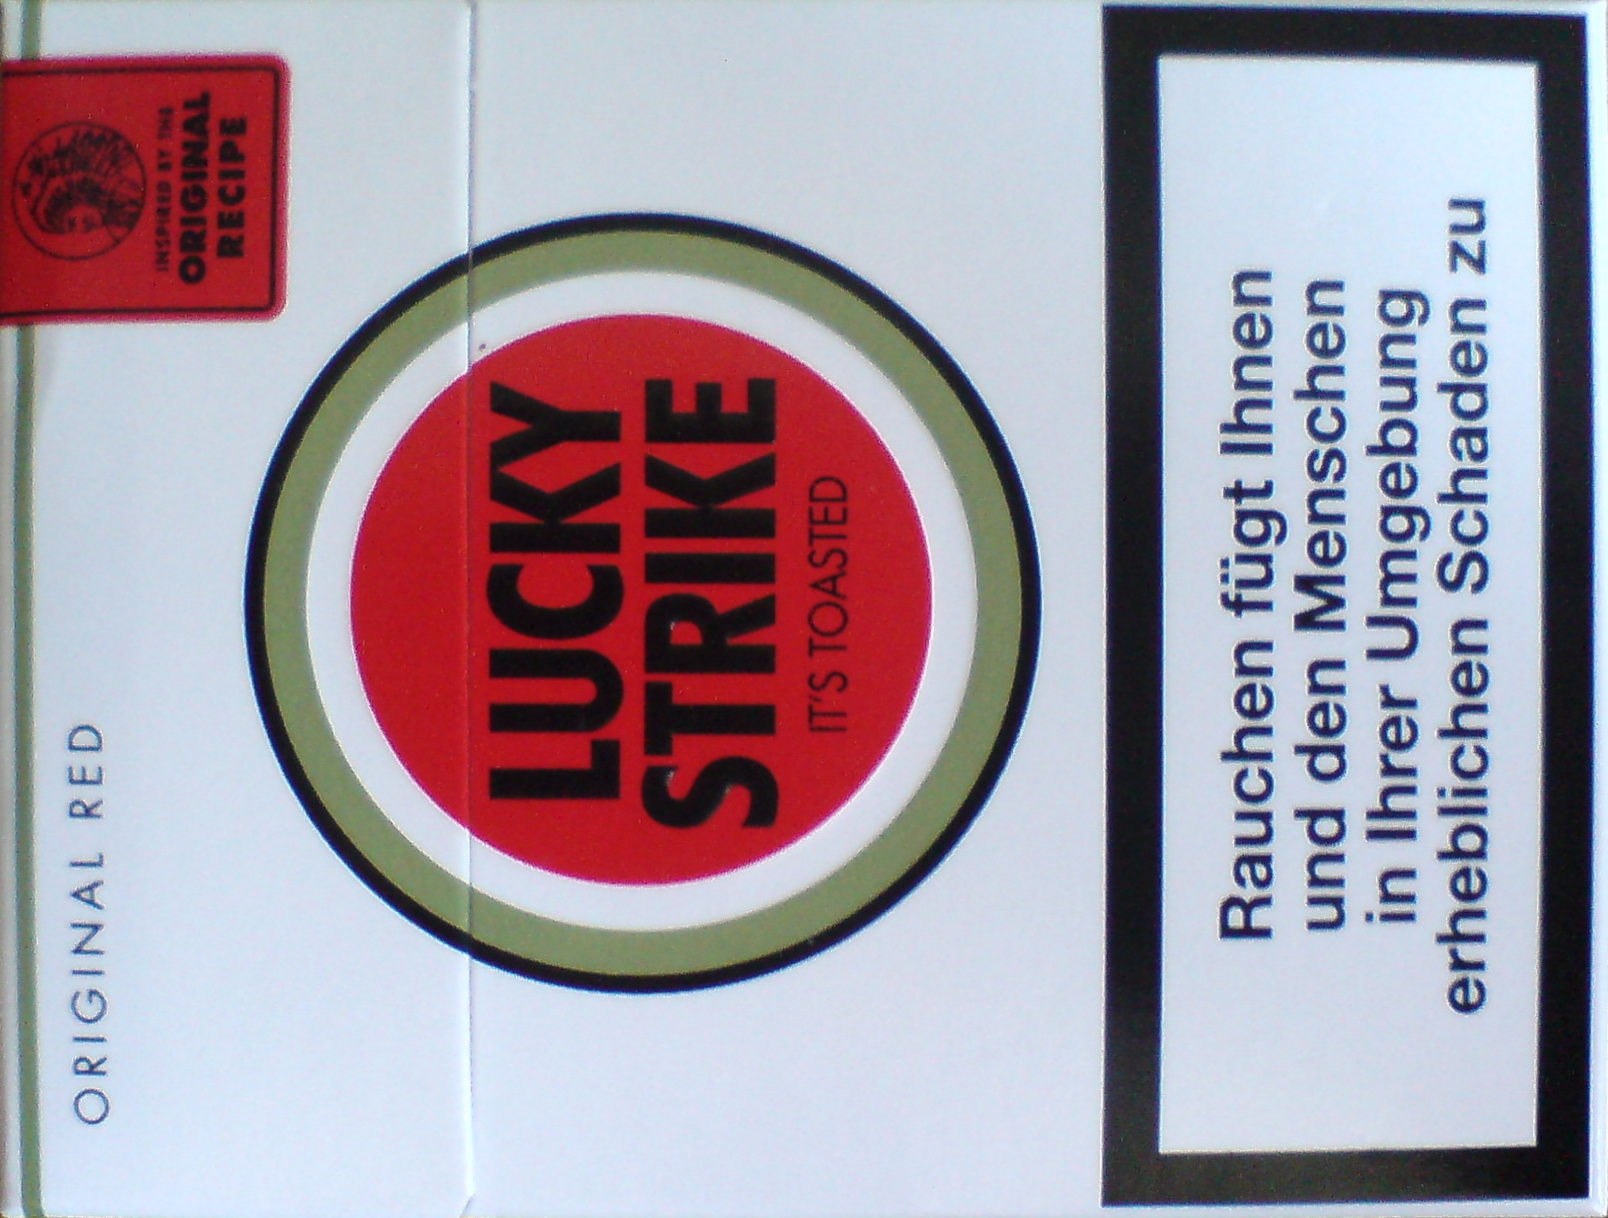 ORIGINAL RED
INSPIRED BY THE
ORIGINAL
RECIPE
LUCKY
STRIKE
IT'S TOASTED
Rauchen fügt Ihnen
und den Menschen
in Ihrer Umgebung
erheblichen Schaden zu